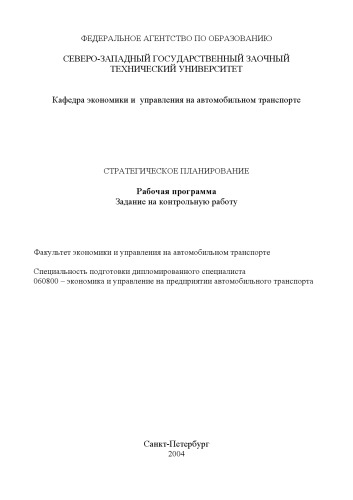 ФЕДЕРАЛЬНОЕ АГЕНТСТВО ПО ОБРАЗОВАНИЮ
СЕВЕРО-ЗАПАДНЫЙ ГОСУДАРСТВЕННЫЙ ЗАОЧНЫЙ
ТЕХНИЧЕСКИЙ УНИВЕРСИТЕТ
Кафедра экономики и управления на автомобильном транспорте
СТРАТЕГИЧЕСКОЕ ПЛАНИРОВАНИЕ
Рабочая программа
Задание на контрольную работу
Факультет экономики и управления на автомобильном транспорте
Специальность подготовки дипломированного специалиста
060800 – экономика и управление на предприятии автомобильного транспорта
Санкт-Петербург
2004